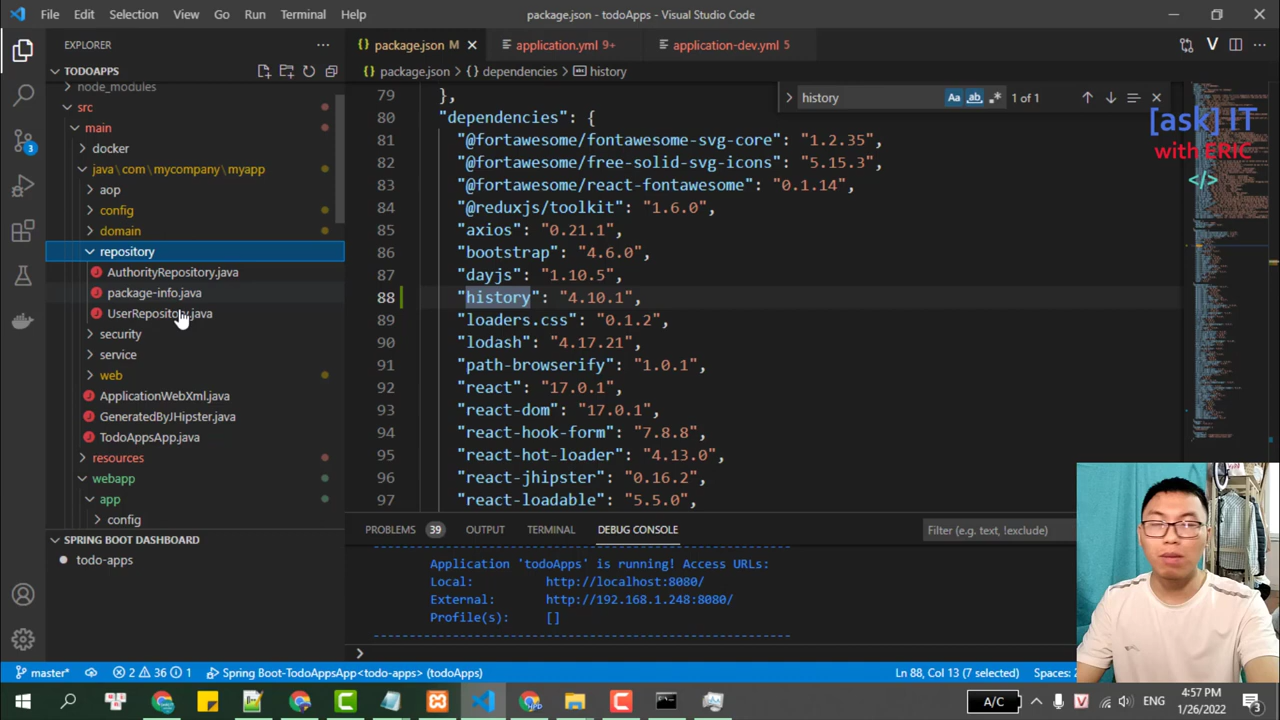 File Edit Selection View Go Run Terminal Help
package.json - todoApps - Visual Studio Code
EXPLORER
TODOAPPS
node_modules
src
main
docker
java\com\mycompany\myapp
aop
config
domain
repository
AuthorityRepository.java
package-info.java
UserRepository.java
security
service
web
ApplicationWebXml.java
GeneratedByJHipster.java
TodoAppsApp.java
resources
webapp
app
config
SPRING BOOT DASHBOARD
todo-apps
package.json M
application.yml 9+
application-dev.yml 5
package.json > {} dependencies > history
history Aa ab .* 1 of 1
79 },
80 "dependencies": {
81 "@fortawesome/fontawesome-svg-core": "1.2.35",
82 "@fortawesome/free-solid-svg-icons": "5.15.3",
83 "@fortawesome/react-fontawesome": "0.1.14",
84 "@reduxjs/toolkit": "1.6.0",
85 "axios": "0.21.1",
86 "bootstrap": "4.6.0",
87 "dayjs": "1.10.5",
88 "history": "4.10.1",
89 "loaders.css": "0.1.2",
90 "lodash": "4.17.21",
91 "path-browserify": "1.0.1",
92 "react": "17.0.1",
93 "react-dom": "17.0.1",
94 "react-hook-form": "7.8.8",
95 "react-hot-loader": "4.13.0",
96 "react-jhipster": "0.16.2",
97 "react-loadable": "5.5.0",
[ask] IT
with ERIC
</>
PROBLEMS 39 OUTPUT TERMINAL DEBUG CONSOLE
Filter (e.g. text, !exclude)
----------------------------------------------------------
Application 'todoApps' is running! Access URLs:
Local: http://localhost:8080/
External: http://192.168.1.248:8080/
Profile(s): []
----------------------------------------------------------
master* 2 36 1 Spring Boot-TodoAppsApp<todo-apps> (todoApps)
Ln 88, Col 13 (7 selected) Spaces:
A/C ENG
4:57 PM
1/26/2022
3